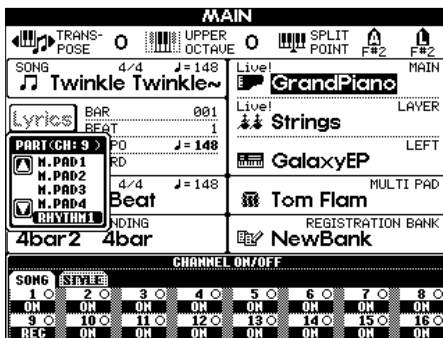 MAIN
TRANS-
POSE 0
UPPER
OCTAVE 0
SPLIT
POINT F#2 F#2
A L
SONG 4/4 ♩=148
Twinkle Twinkle~
Live! MAIN
GrandPiano
Lyrics BAR 001
BEAT 1
Live! LAYER
Strings
PART(CH: 9 )
M.PAD1
M.PAD2
M.PAD3
M.PAD4
RHYTHM1
PO ♩=148
RD
LEFT
GalaxyEP
4/4 ♩=148
Beat
MULTI PAD
Tom Flam
NDING
4bar2 4bar
REGISTRATION BANK
NewBank
CHANNEL ON/OFF
SONG STYLE
1 2 3 4 5 6 7 8
ON ON ON ON ON ON ON ON
9 10 11 12 13 14 15 16
REC ON ON ON ON ON ON ON